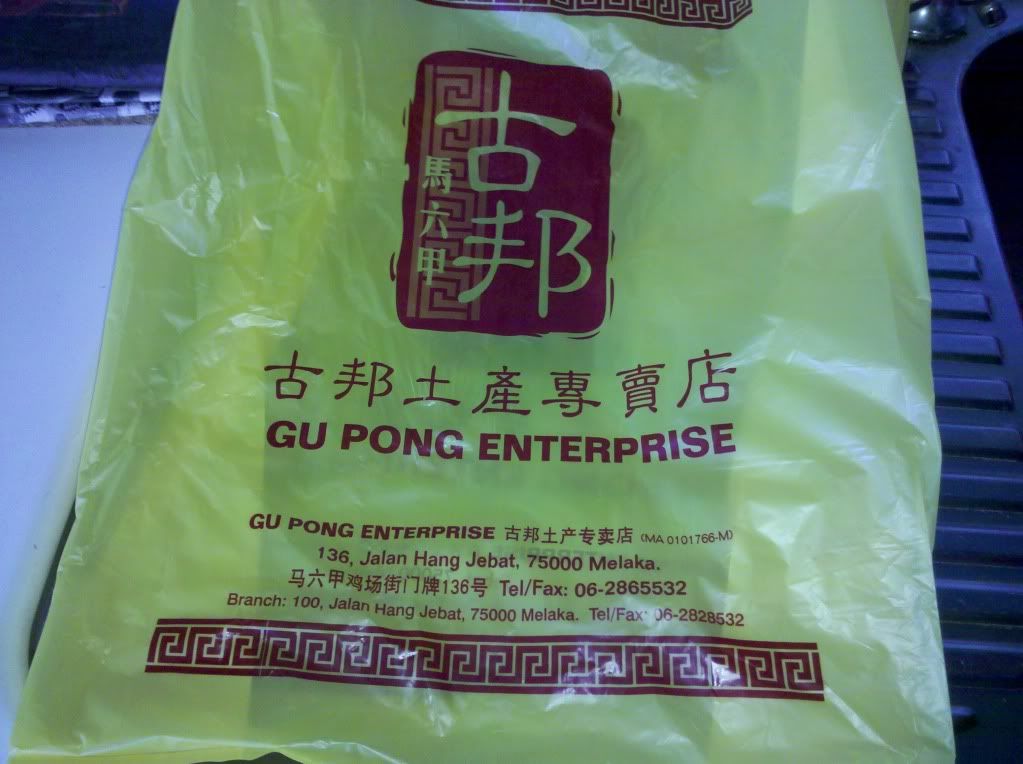 古邦
馬六甲
古邦土產專賣店
GU PONG ENTERPRISE
GU PONG ENTERPRISE 古邦土产专卖店 (MA 0101766-M)
136, Jalan Hang Jebat, 75000 Melaka.
马六甲鸡场街门牌136号 Tel/Fax: 06-2865532
Branch: 100, Jalan Hang Jebat, 75000 Melaka. Tel/Fax: 06-2828532